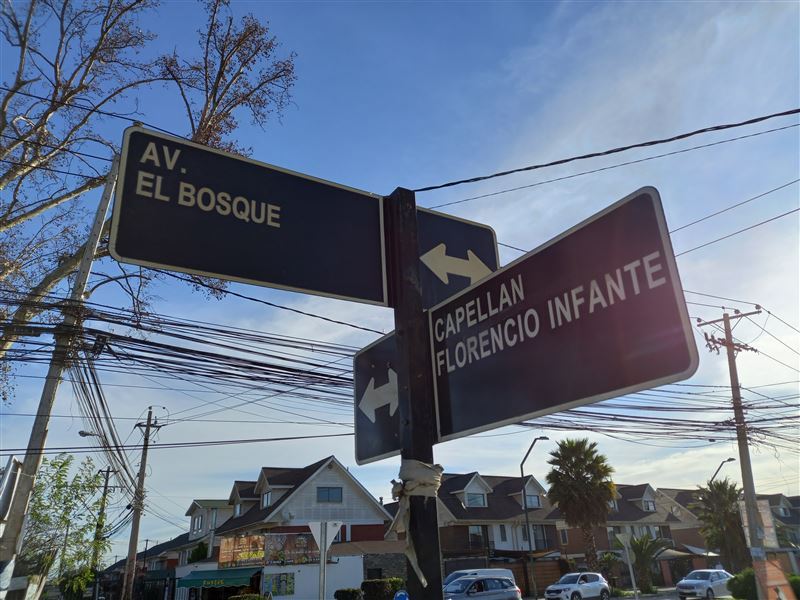 AV.
EL BOSQUE
CAPELLAN
FLORENCIO INFANTE